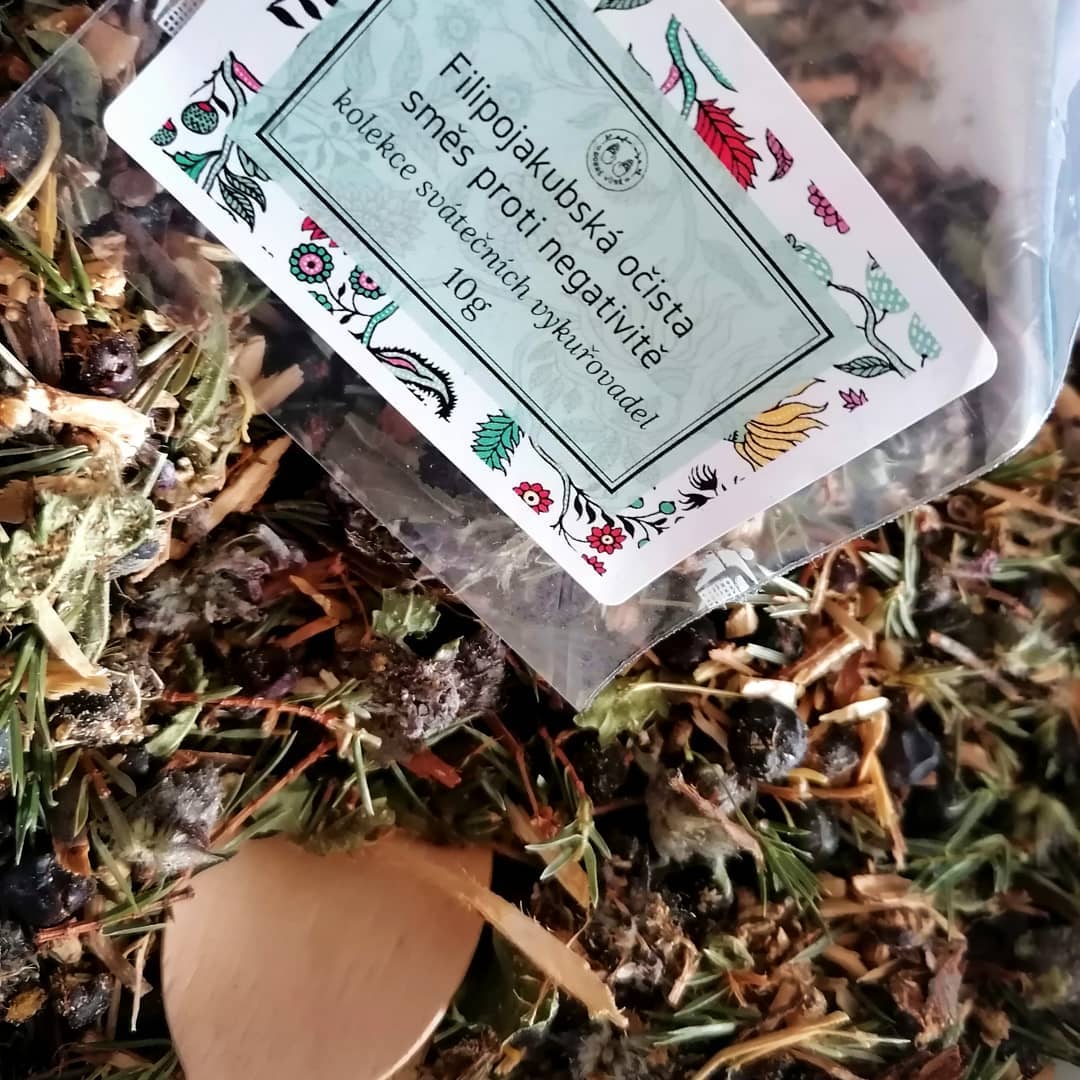 Filipojakubská očista
směs proti negativitě
kolekce svátečních vykuřovadel
10g